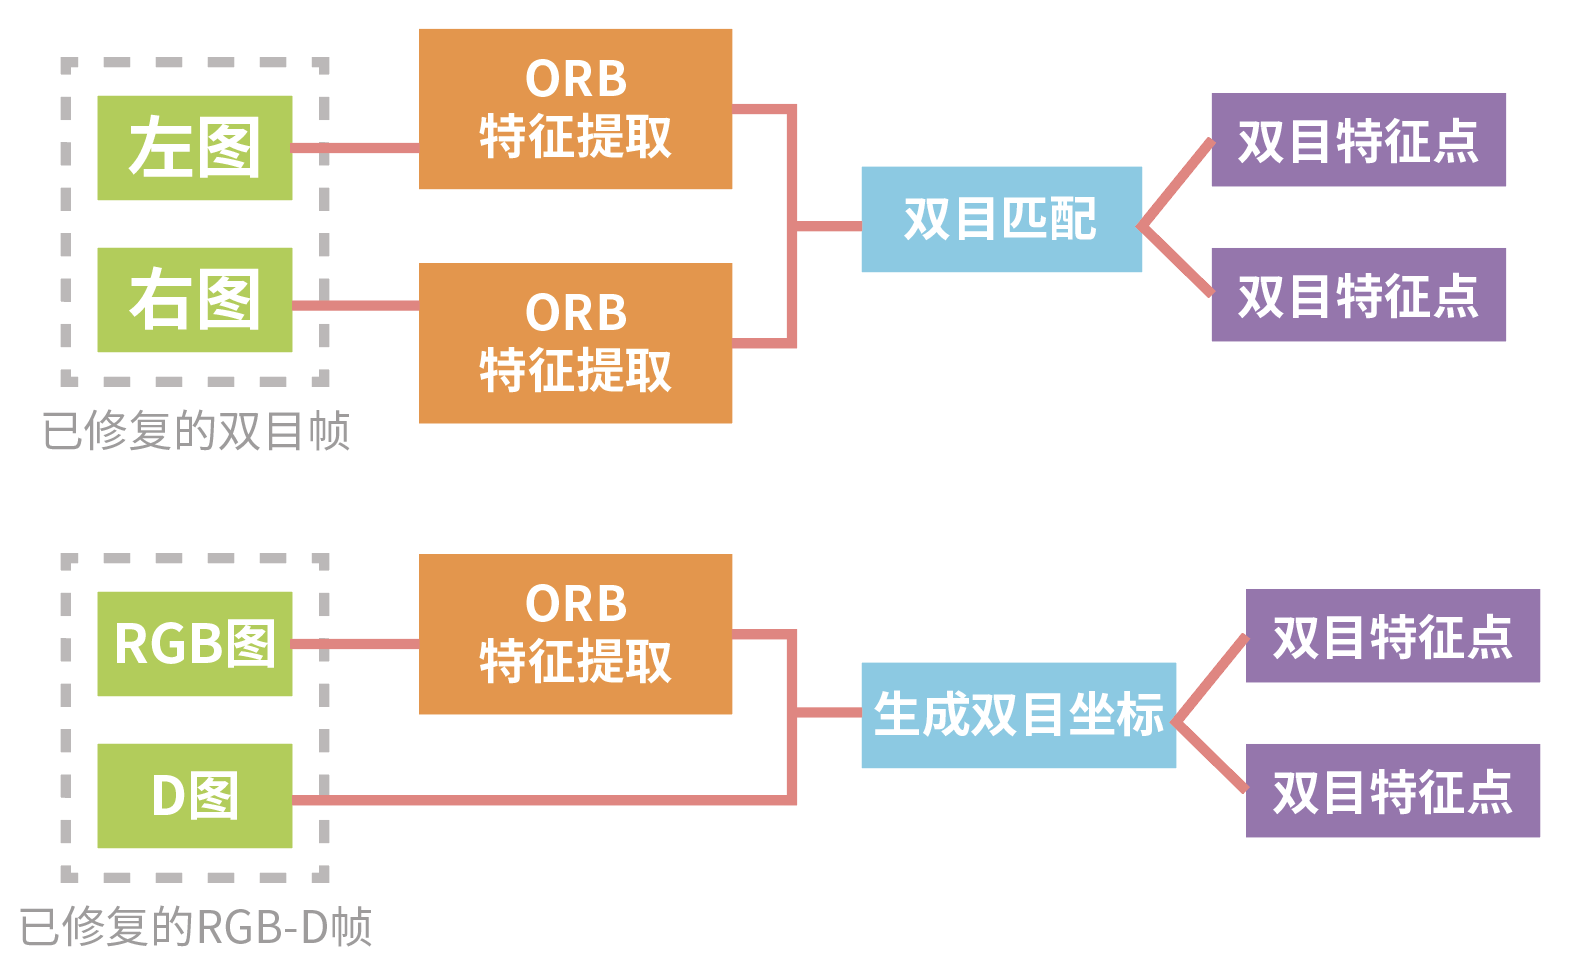 左图
右图
已修复的双目帧
ORB
特征提取
ORB
特征提取
双目匹配
双目特征点
双目特征点
RGB图
D图
已修复的RGB-D帧
ORB
特征提取
生成双目坐标
双目特征点
双目特征点